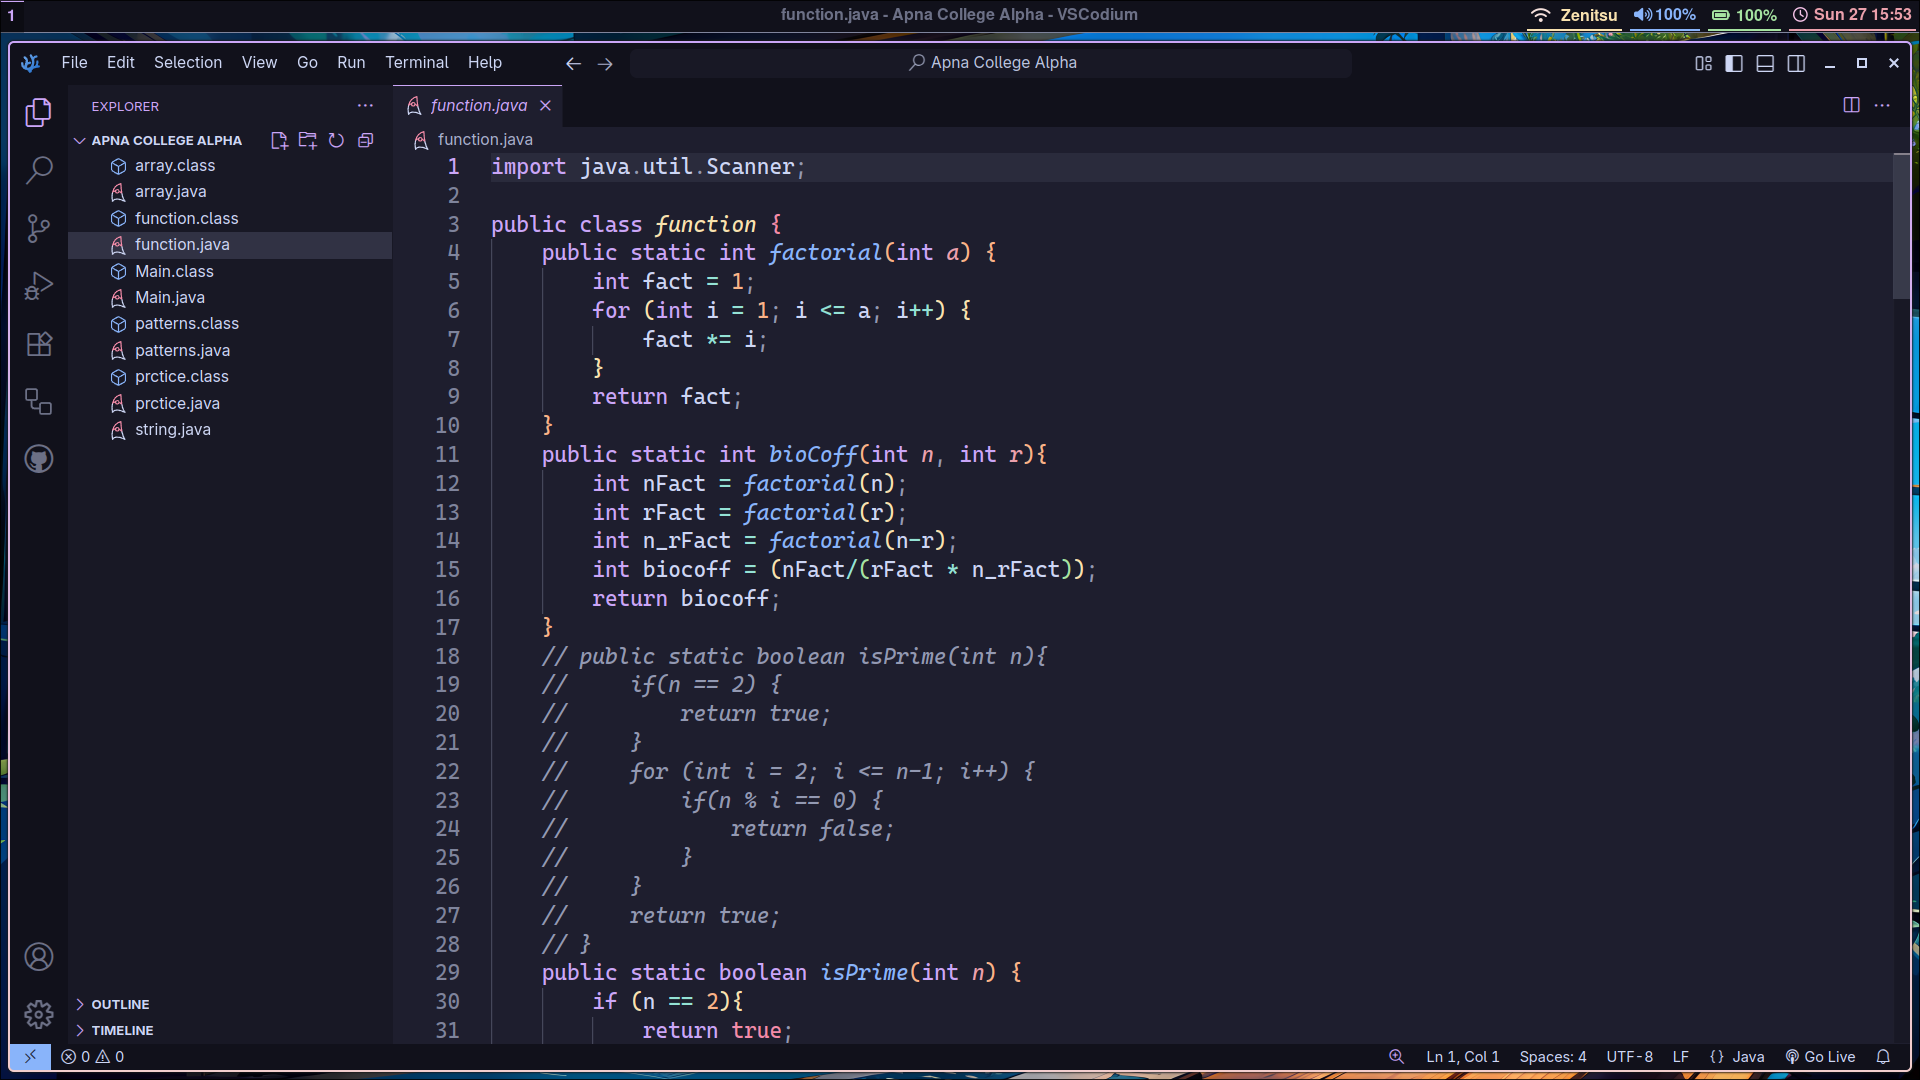 1
function.java - Apna College Alpha - VSCodium
Zenitsu 100% 100% Sun 27 15:53
File Edit Selection View Go Run Terminal Help
Apna College Alpha
EXPLORER
APNA COLLEGE ALPHA
array.class
array.java
function.class
function.java
Main.class
Main.java
patterns.class
patterns.java
prctice.class
prctice.java
string.java
OUTLINE
TIMELINE
function.java
function.java
1 import java.util.Scanner;
2
3 public class function {
4     public static int factorial(int a) {
5         int fact = 1;
6         for (int i = 1; i <= a; i++) {
7             fact *= i;
8         }
9         return fact;
10     }
11     public static int bioCoff(int n, int r){
12         int nFact = factorial(n);
13         int rFact = factorial(r);
14         int n_rFact = factorial(n-r);
15         int biocoff = (nFact/(rFact * n_rFact));
16         return biocoff;
17     }
18     // public static boolean isPrime(int n){
19     //     if(n == 2) {
20     //         return true;
21     //     }
22     //     for (int i = 2; i <= n-1; i++) {
23     //         if(n % i == 0) {
24     //             return false;
25     //         }
26     //     }
27     //     return true;
28     // }
29     public static boolean isPrime(int n) {
30         if (n == 2){
31             return true;
0 0
Ln 1, Col 1 Spaces: 4 UTF-8 LF {} Java Go Live